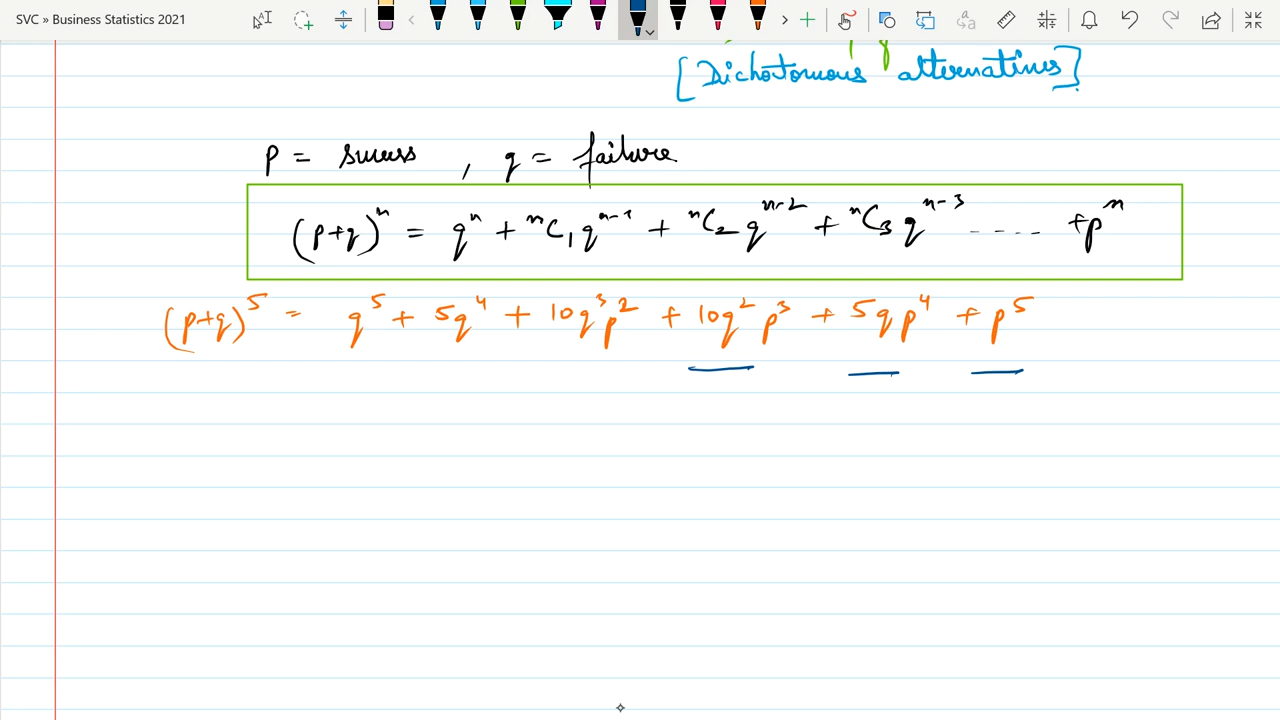 SVC » Business Statistics 2021
[Dichotomous alternatives]
p = success , q = failure
(p+q)ⁿ = qⁿ + ⁿC₁qⁿ⁻¹ + ⁿC₂qⁿ⁻² + ⁿC₃qⁿ⁻³ ..... +pⁿ
(p+q)⁵ = q⁵ + 5q⁴ + 10q³p² + 10q²p³ + 5qp⁴ + p⁵